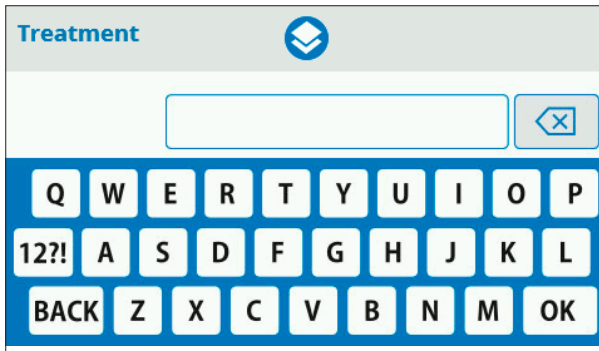 Treatment
Q W E R T Y U I O P
12?! A S D F G H J K L
BACK Z X C V B N M OK